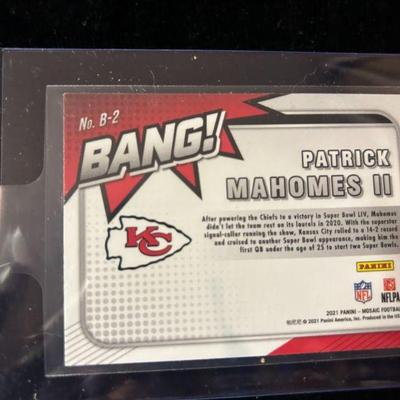 No. B-2
BANG!
PATRICK
MAHOMES II
KC
After powering the Chiefs to a victory in Super Bowl LIV, Mahomes
didn't let the team rest on its laurels in 2020. With the superstar
signal-caller running the show, Kansas City rolled to a 14-2 record
and cruised to another Super Bowl appearance, making him the
first QB under the age of 25 to start two Super Bowls.
PANINI
NFL
NFLPA
2021 PANINI - MOSAIC FOOTBALL
© 2021 Panini America, Inc. Produced in the US